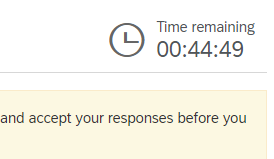 Time remaining
00:44:49
and accept your responses before you